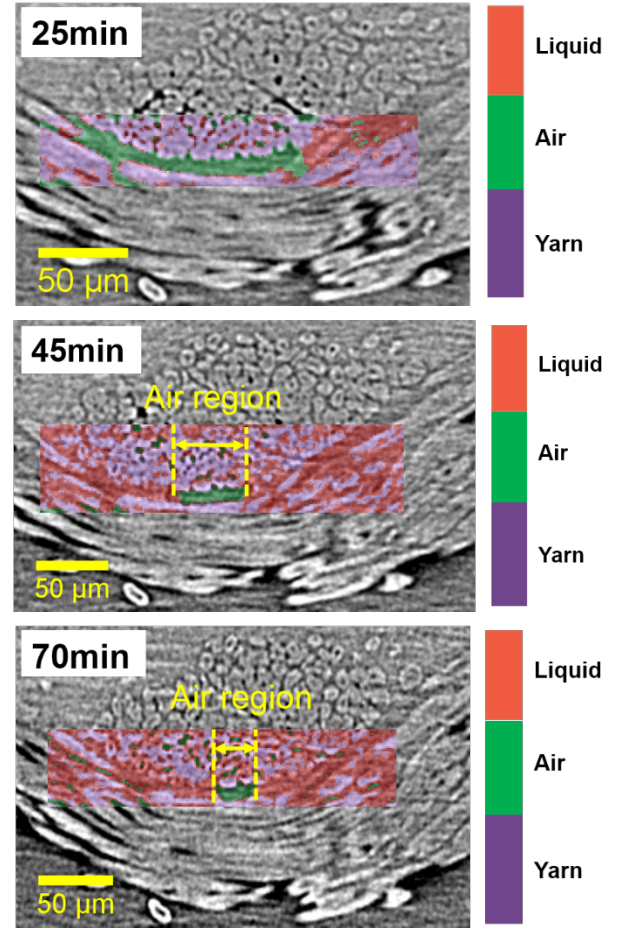 25min
Liquid
Air
Yarn
50 µm
45min
Air region
Liquid
Air
Yarn
50 µm
70min
Air region
Liquid
Air
Yarn
50 µm